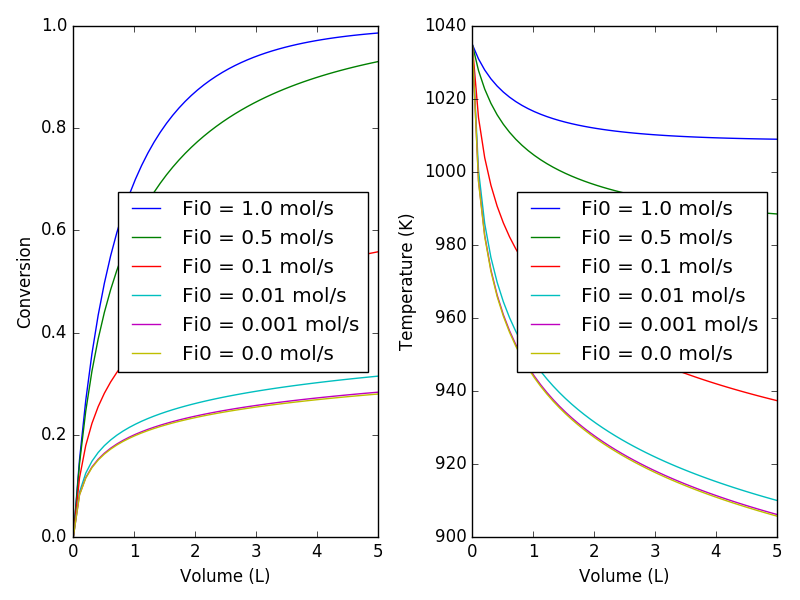 1.0
0.8
0.6
0.4
0.2
0.0
Conversion
Fi0 = 1.0 mol/s
Fi0 = 0.5 mol/s
Fi0 = 0.1 mol/s
Fi0 = 0.01 mol/s
Fi0 = 0.001 mol/s
Fi0 = 0.0 mol/s
0 1 2 3 4 5
Volume (L)
1040
1020
1000
980
960
940
920
900
Temperature (K)
Fi0 = 1.0 mol/s
Fi0 = 0.5 mol/s
Fi0 = 0.1 mol/s
Fi0 = 0.01 mol/s
Fi0 = 0.001 mol/s
Fi0 = 0.0 mol/s
0 1 2 3 4 5
Volume (L)